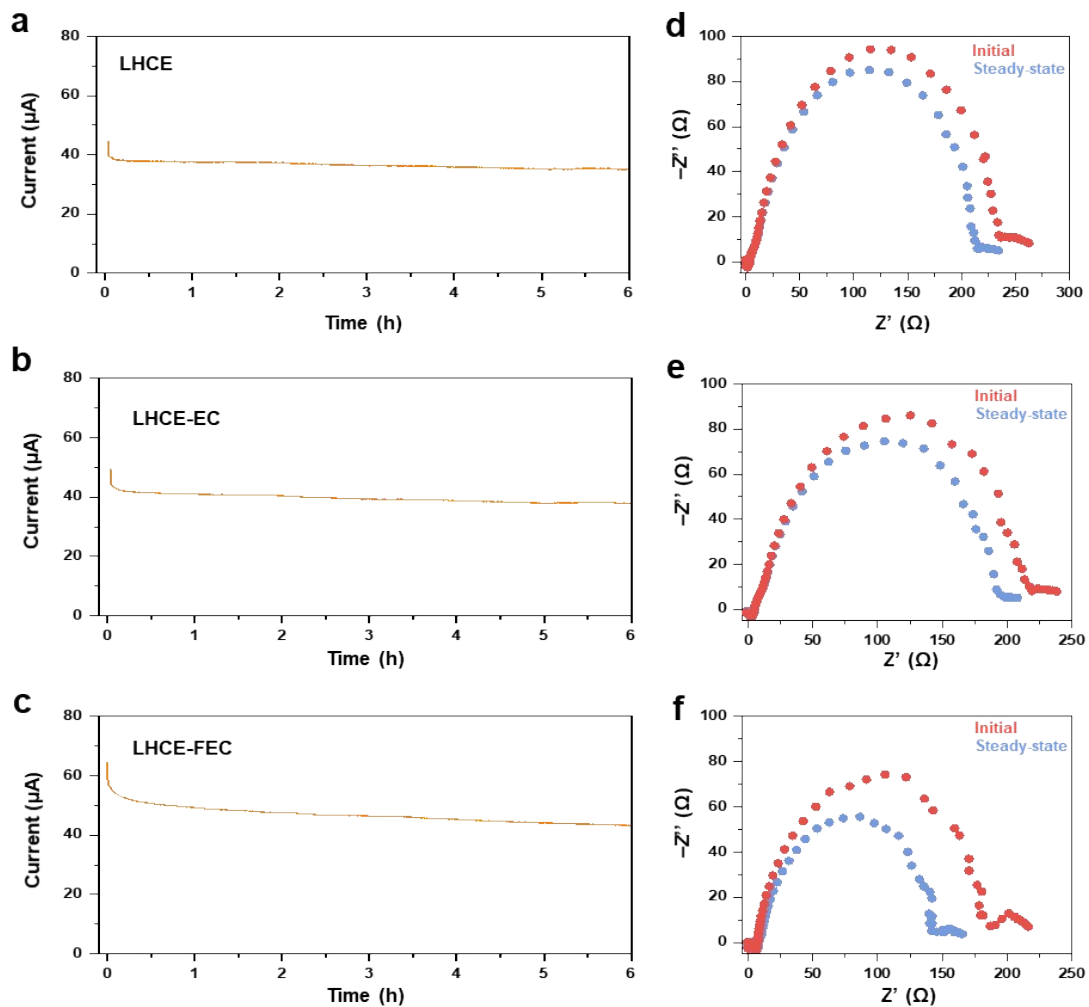 a
80
60
40
20
0
Current (µA)
LHCE
0 1 2 3 4 5 6
Time (h)
d
100
80
60
40
20
0
−Z'' (Ω)
Initial
Steady-state
0 50 100 150 200 250 300
Z' (Ω)
b
80
60
40
20
0
Current (µA)
LHCE-EC
0 1 2 3 4 5 6
Time (h)
e
100
80
60
40
20
0
−Z'' (Ω)
Initial
Steady-state
0 50 100 150 200 250
Z' (Ω)
c
80
60
40
20
0
Current (µA)
LHCE-FEC
0 1 2 3 4 5 6
Time (h)
f
100
80
60
40
20
0
−Z'' (Ω)
Initial
Steady-state
0 50 100 150 200 250
Z' (Ω)